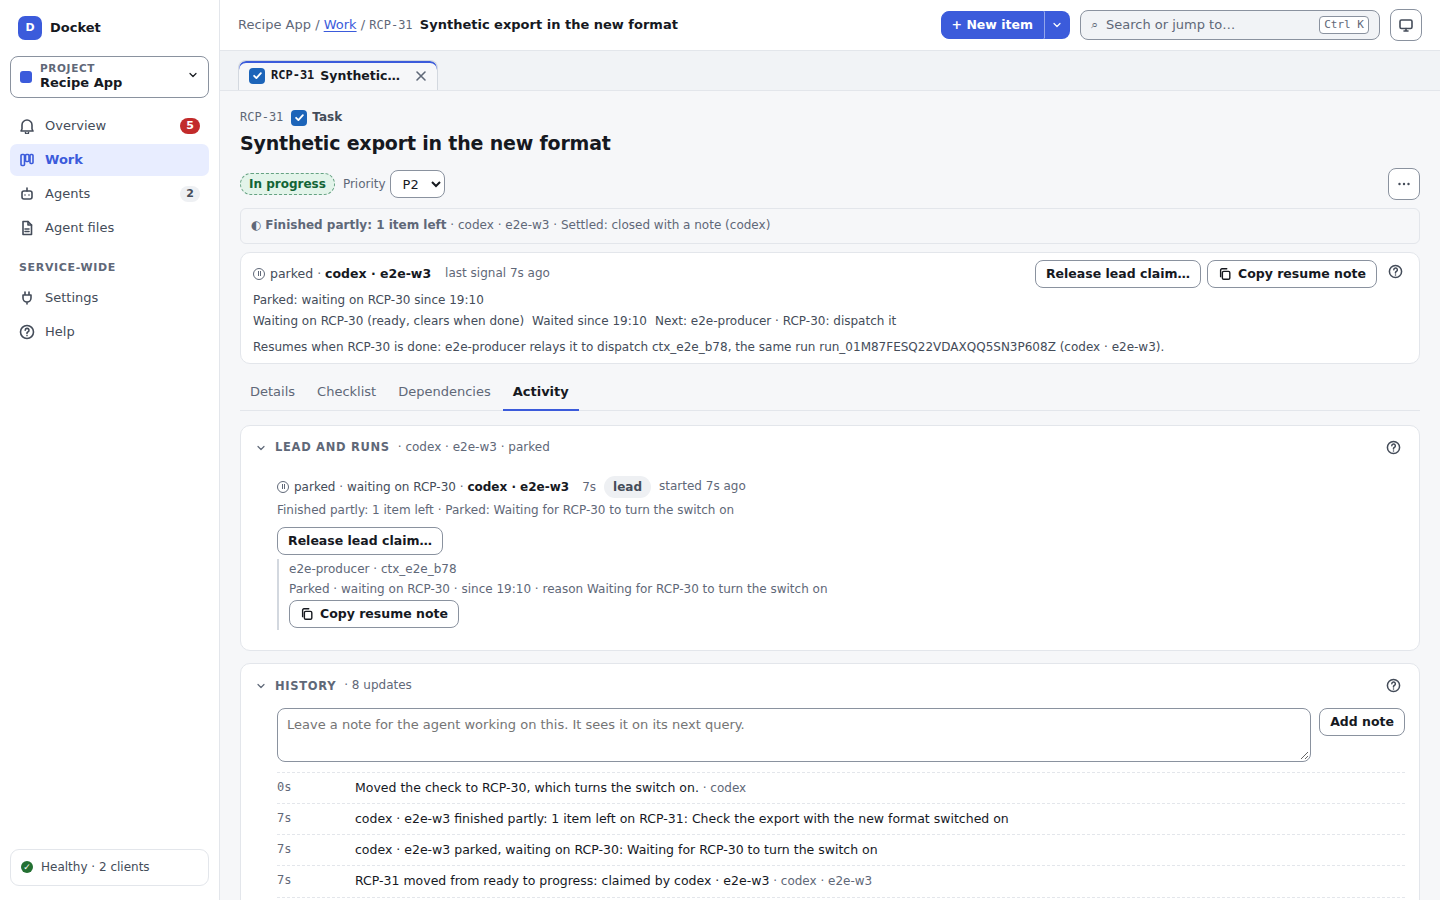 D Docket
PROJECT
Recipe App
Overview 5
Work
Agents 2
Agent files
SERVICE-WIDE
Settings
Help
Healthy · 2 clients
Recipe App / Work / RCP-31 Synthetic export in the new format
+ New item
Search or jump to… Ctrl K
RCP-31 Synthetic…
RCP-31 Task
Synthetic export in the new format
In progress Priority P2
Finished partly: 1 item left · codex · e2e-w3 · Settled: closed with a note (codex)
parked · codex · e2e-w3 last signal 7s ago Release lead claim… Copy resume note
Parked: waiting on RCP-30 since 19:10
Waiting on RCP-30 (ready, clears when done) Waited since 19:10 Next: e2e-producer · RCP-30: dispatch it
Resumes when RCP-30 is done: e2e-producer relays it to dispatch ctx_e2e_b78, the same run run_01M87FESQ22VDAXQQ5SN3P608Z (codex · e2e-w3).
Details Checklist Dependencies Activity
LEAD AND RUNS · codex · e2e-w3 · parked
parked · waiting on RCP-30 · codex · e2e-w3 7s lead started 7s ago
Finished partly: 1 item left · Parked: Waiting for RCP-30 to turn the switch on
Release lead claim…
e2e-producer · ctx_e2e_b78
Parked · waiting on RCP-30 · since 19:10 · reason Waiting for RCP-30 to turn the switch on
Copy resume note
HISTORY · 8 updates
Leave a note for the agent working on this. It sees it on its next query.
Add note
0s Moved the check to RCP-30, which turns the switch on. · codex
7s codex · e2e-w3 finished partly: 1 item left on RCP-31: Check the export with the new format switched on
7s codex · e2e-w3 parked, waiting on RCP-30: Waiting for RCP-30 to turn the switch on
7s RCP-31 moved from ready to progress: claimed by codex · e2e-w3 · codex · e2e-w3